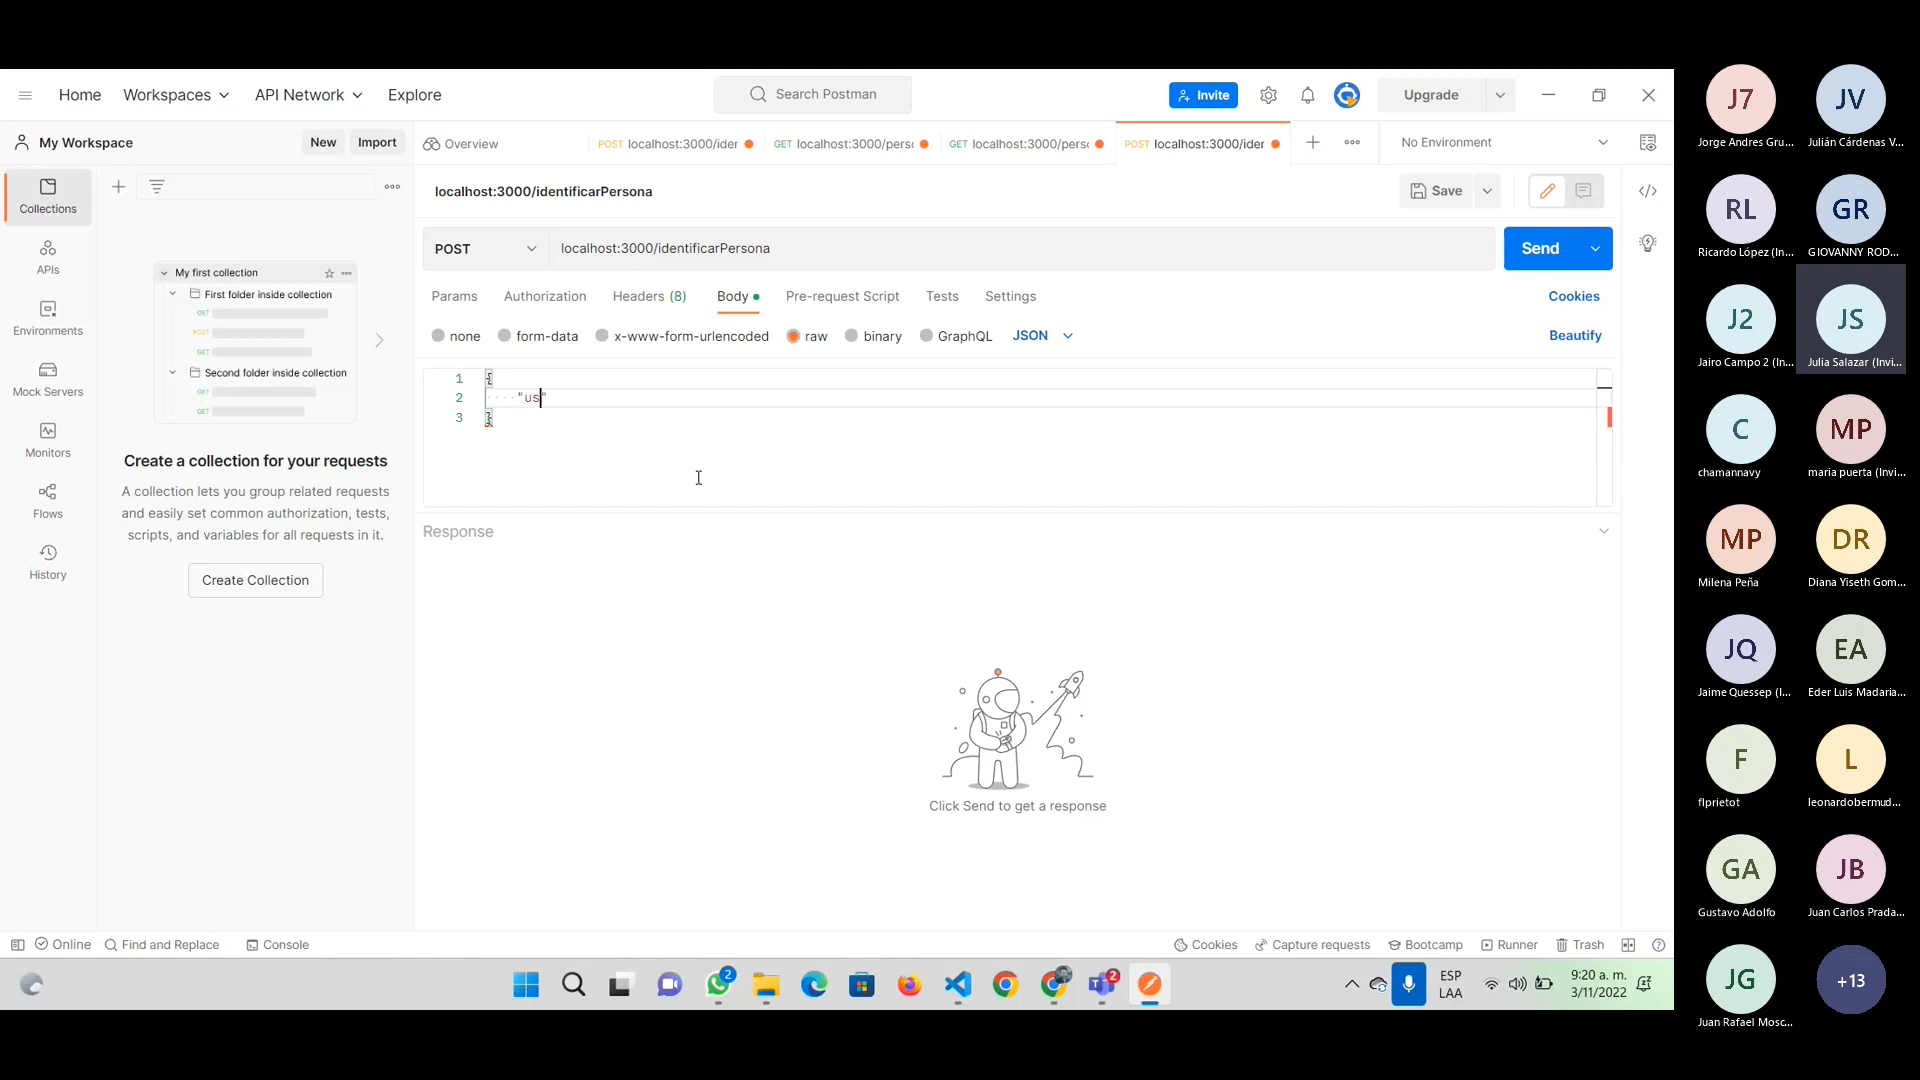 Home
Workspaces
API Network
Explore
Search Postman
Invite
Upgrade
My Workspace
New
Import
Overview
POST localhost:3000/ider
GET localhost:3000/perso
GET localhost:3000/perso
POST localhost:3000/ider
No Environment
Collections
APIs
Environments
Mock Servers
Monitors
Flows
History
My first collection
First folder inside collection
GET
POST
GET
Second folder inside collection
GET
GET
Create a collection for your requests
A collection lets you group related requests
and easily set common authorization, tests,
scripts, and variables for all requests in it.
Create Collection
localhost:3000/identificarPersona
Save
POST
localhost:3000/identificarPersona
Send
Params
Authorization
Headers (8)
Body
Pre-request Script
Tests
Settings
Cookies
none
form-data
x-www-form-urlencoded
raw
binary
GraphQL
JSON
Beautify
1 {
2 "us"
3 }
Response
Click Send to get a response
Online
Find and Replace
Console
Cookies
Capture requests
Bootcamp
Runner
Trash
2
2
ESP
LAA
9:20 a. m.
3/11/2022
J7
Jorge Andres Gru...
JV
Julián Cárdenas V...
RL
Ricardo López (In...
GR
GIOVANNY ROD...
J2
Jairo Campo 2 (In...
JS
Julia Salazar (Invi...
C
chamannavy
MP
maria puerta (Invi...
MP
Milena Peña
DR
Diana Yiseth Gom...
JQ
Jaime Quessep (I...
EA
Eder Luis Madaria...
F
flprietot
L
leonardobermud...
GA
Gustavo Adolfo
JB
Juan Carlos Prada...
JG
Juan Rafael Mosc...
+13